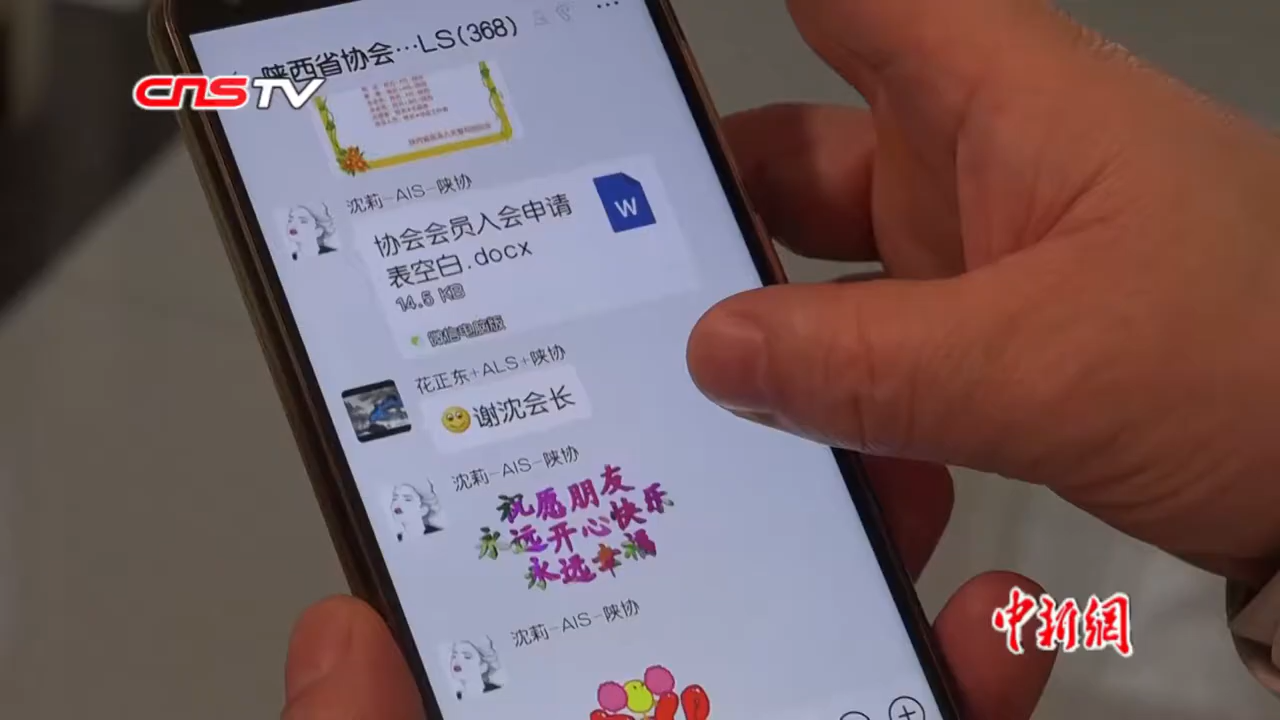 陕西省协会…LS(368)
CNSTV
沈莉-AIS-陕协
协会会员入会申请
表空白.docx
14.5 KB
W
微信电脑版
花正东+ALS+陕协
谢沈会长
沈莉-AIS-陕协
祝愿朋友
永远开心快乐
永远幸福
沈莉-AIS-陕协
中新網